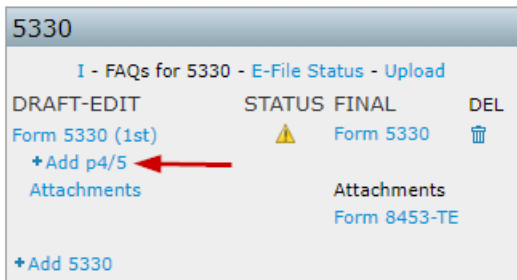 5330
I - FAQs for 5330 - E-File Status - Upload
DRAFT-EDIT STATUS FINAL DEL
Form 5330 (1st) Form 5330
+Add p4/5
Attachments Attachments
Form 8453-TE
+Add 5330